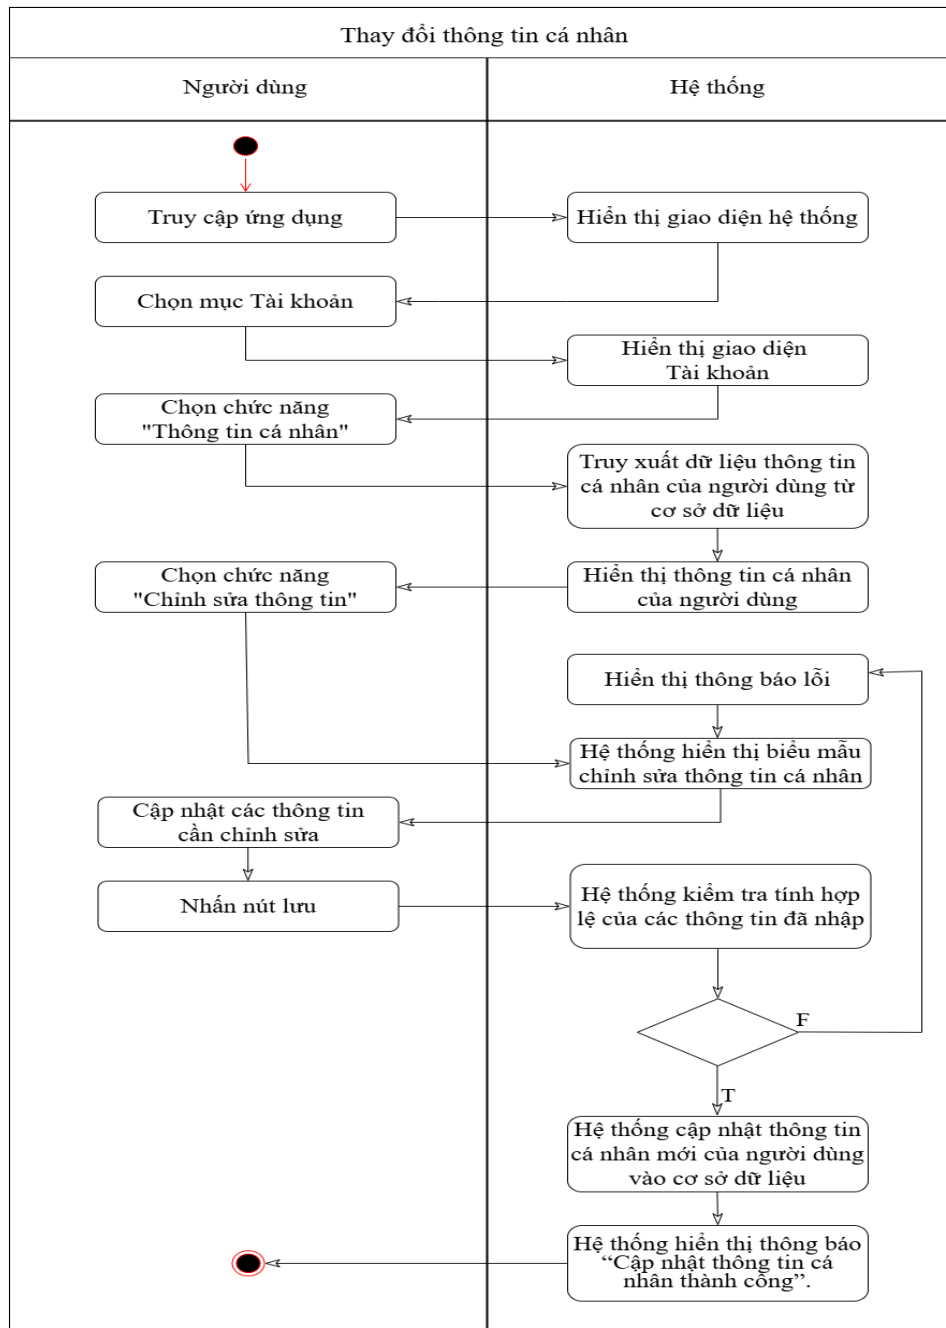 Thay đổi thông tin cá nhân
Người dùng
Hệ thống
Truy cập ứng dụng
Hiển thị giao diện hệ thống
Chọn mục Tài khoản
Hiển thị giao diện
Tài khoản
Chọn chức năng
"Thông tin cá nhân"
Truy xuất dữ liệu thông tin
cá nhân của người dùng từ
cơ sở dữ liệu
Hiển thị thông tin cá nhân
của người dùng
Chọn chức năng
"Chỉnh sửa thông tin"
Hiển thị thông báo lỗi
Hệ thống hiển thị biểu mẫu
chỉnh sửa thông tin cá nhân
Cập nhật các thông tin
cần chỉnh sửa
Nhấn nút lưu
Hệ thống kiểm tra tính hợp
lệ của các thông tin đã nhập
F
T
Hệ thống cập nhật thông tin
cá nhân mới của người dùng
vào cơ sở dữ liệu
Hệ thống hiển thị thông báo
“Cập nhật thông tin cá
nhân thành công”.